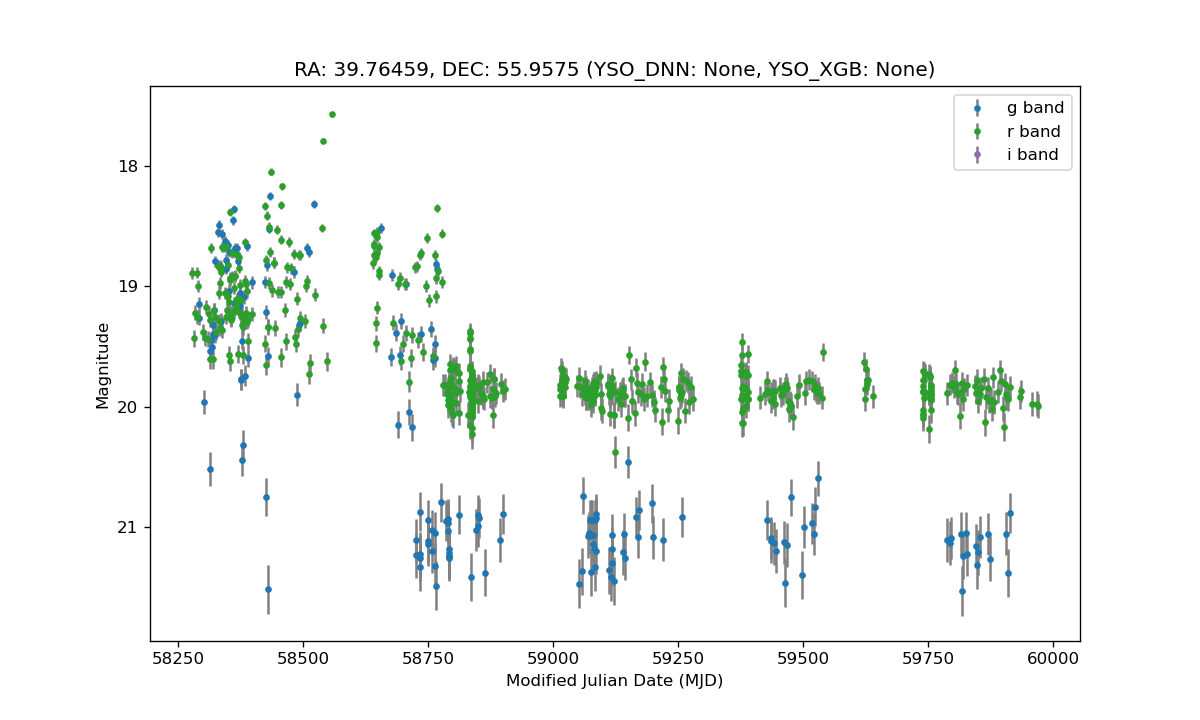 RA: 39.76459, DEC: 55.9575 (YSO_DNN: None, YSO_XGB: None)
g band
r band
i band
18
19
20
21
Magnitude
58250 58500 58750 59000 59250 59500 59750 60000
Modified Julian Date (MJD)